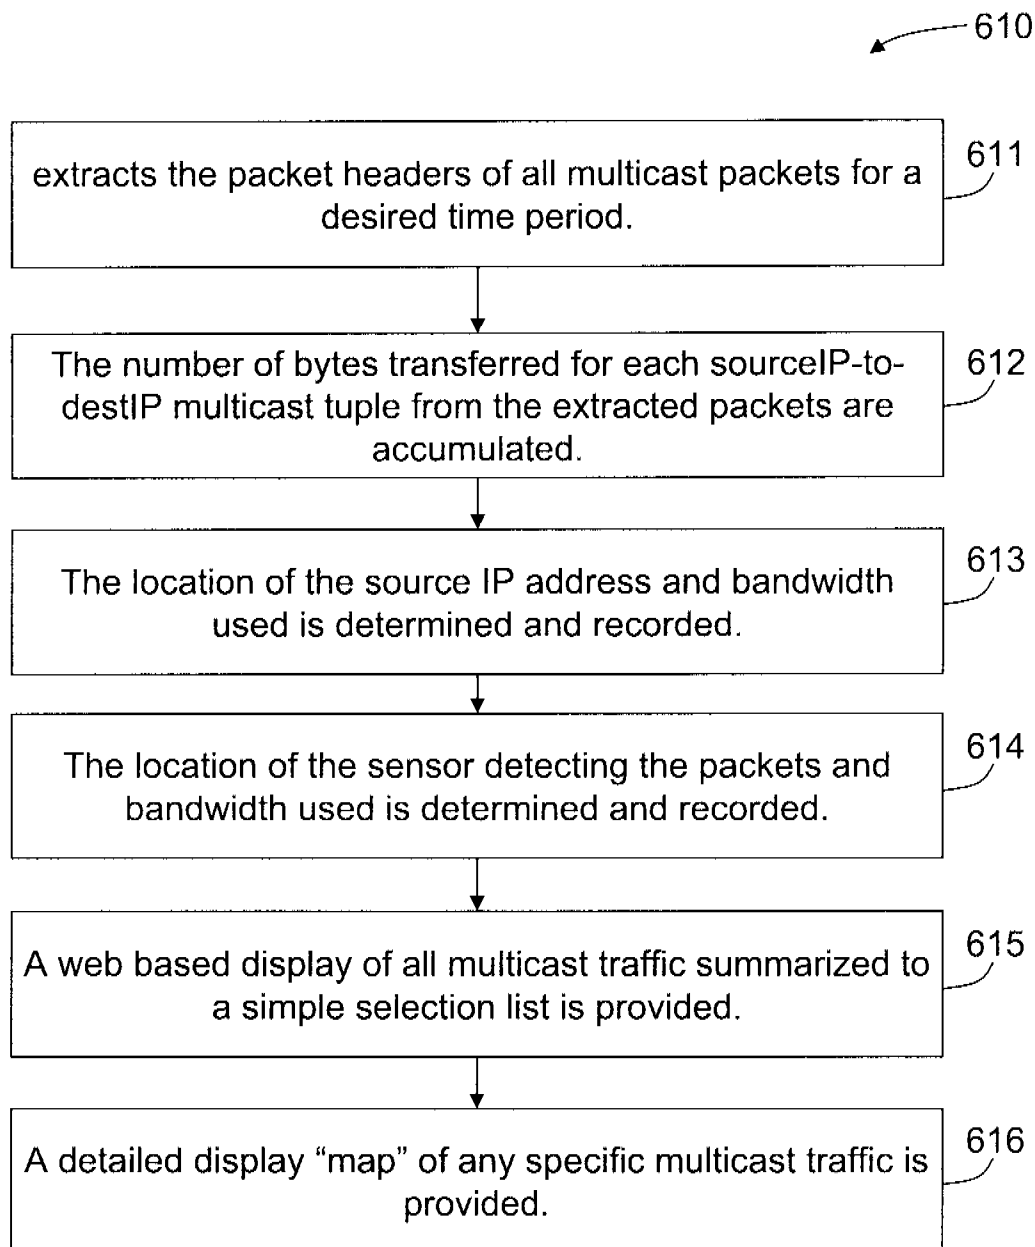 610
extracts the packet headers of all multicast packets for a
desired time period.
611
The number of bytes transferred for each sourceIP-to-
destIP multicast tuple from the extracted packets are
accumulated.
612
The location of the source IP address and bandwidth
used is determined and recorded.
613
The location of the sensor detecting the packets and
bandwidth used is determined and recorded.
614
A web based display of all multicast traffic summarized to
a simple selection list is provided.
615
A detailed display “map” of any specific multicast traffic is
provided.
616